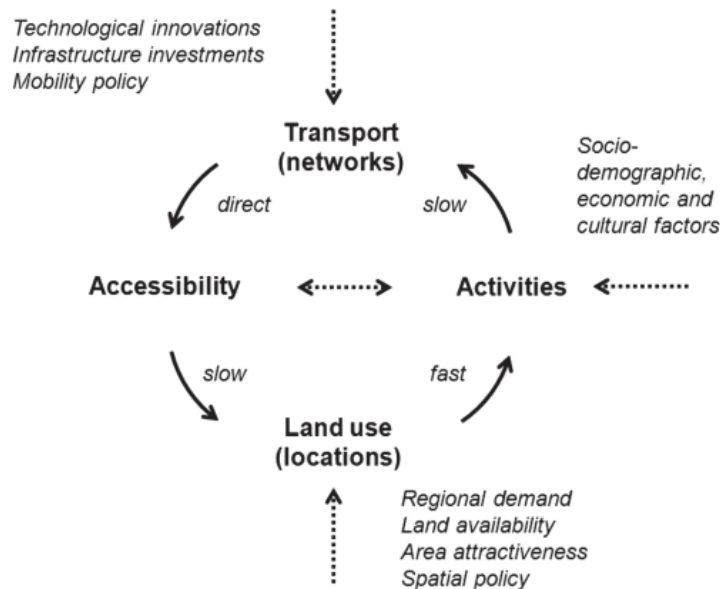 Technological innovations
Infrastructure investments
Mobility policy
Transport
(networks)
Socio-
demographic,
economic and
cultural factors
direct
slow
Accessibility
Activities
slow
fast
Land use
(locations)
Regional demand
Land availability
Area attractiveness
Spatial policy